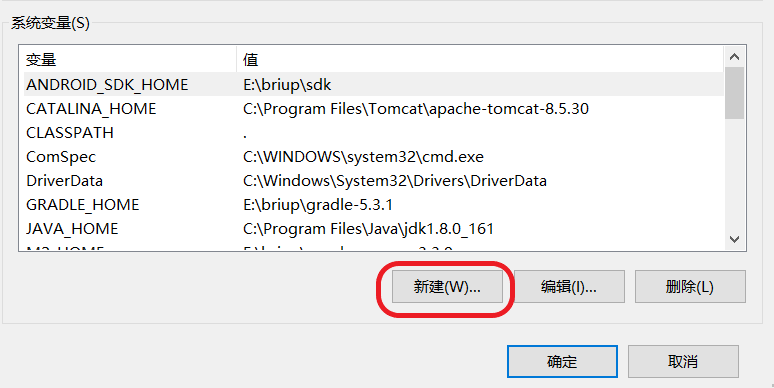 系统变量(S)
变量 值
ANDROID_SDK_HOME E:\briup\sdk
CATALINA_HOME C:\Program Files\Tomcat\apache-tomcat-8.5.30
CLASSPATH .
ComSpec C:\WINDOWS\system32\cmd.exe
DriverData C:\Windows\System32\Drivers\DriverData
GRADLE_HOME E:\briup\gradle-5.3.1
JAVA_HOME C:\Program Files\Java\jdk1.8.0_161
新建(W)... 编辑(I)... 删除(L)
确定 取消